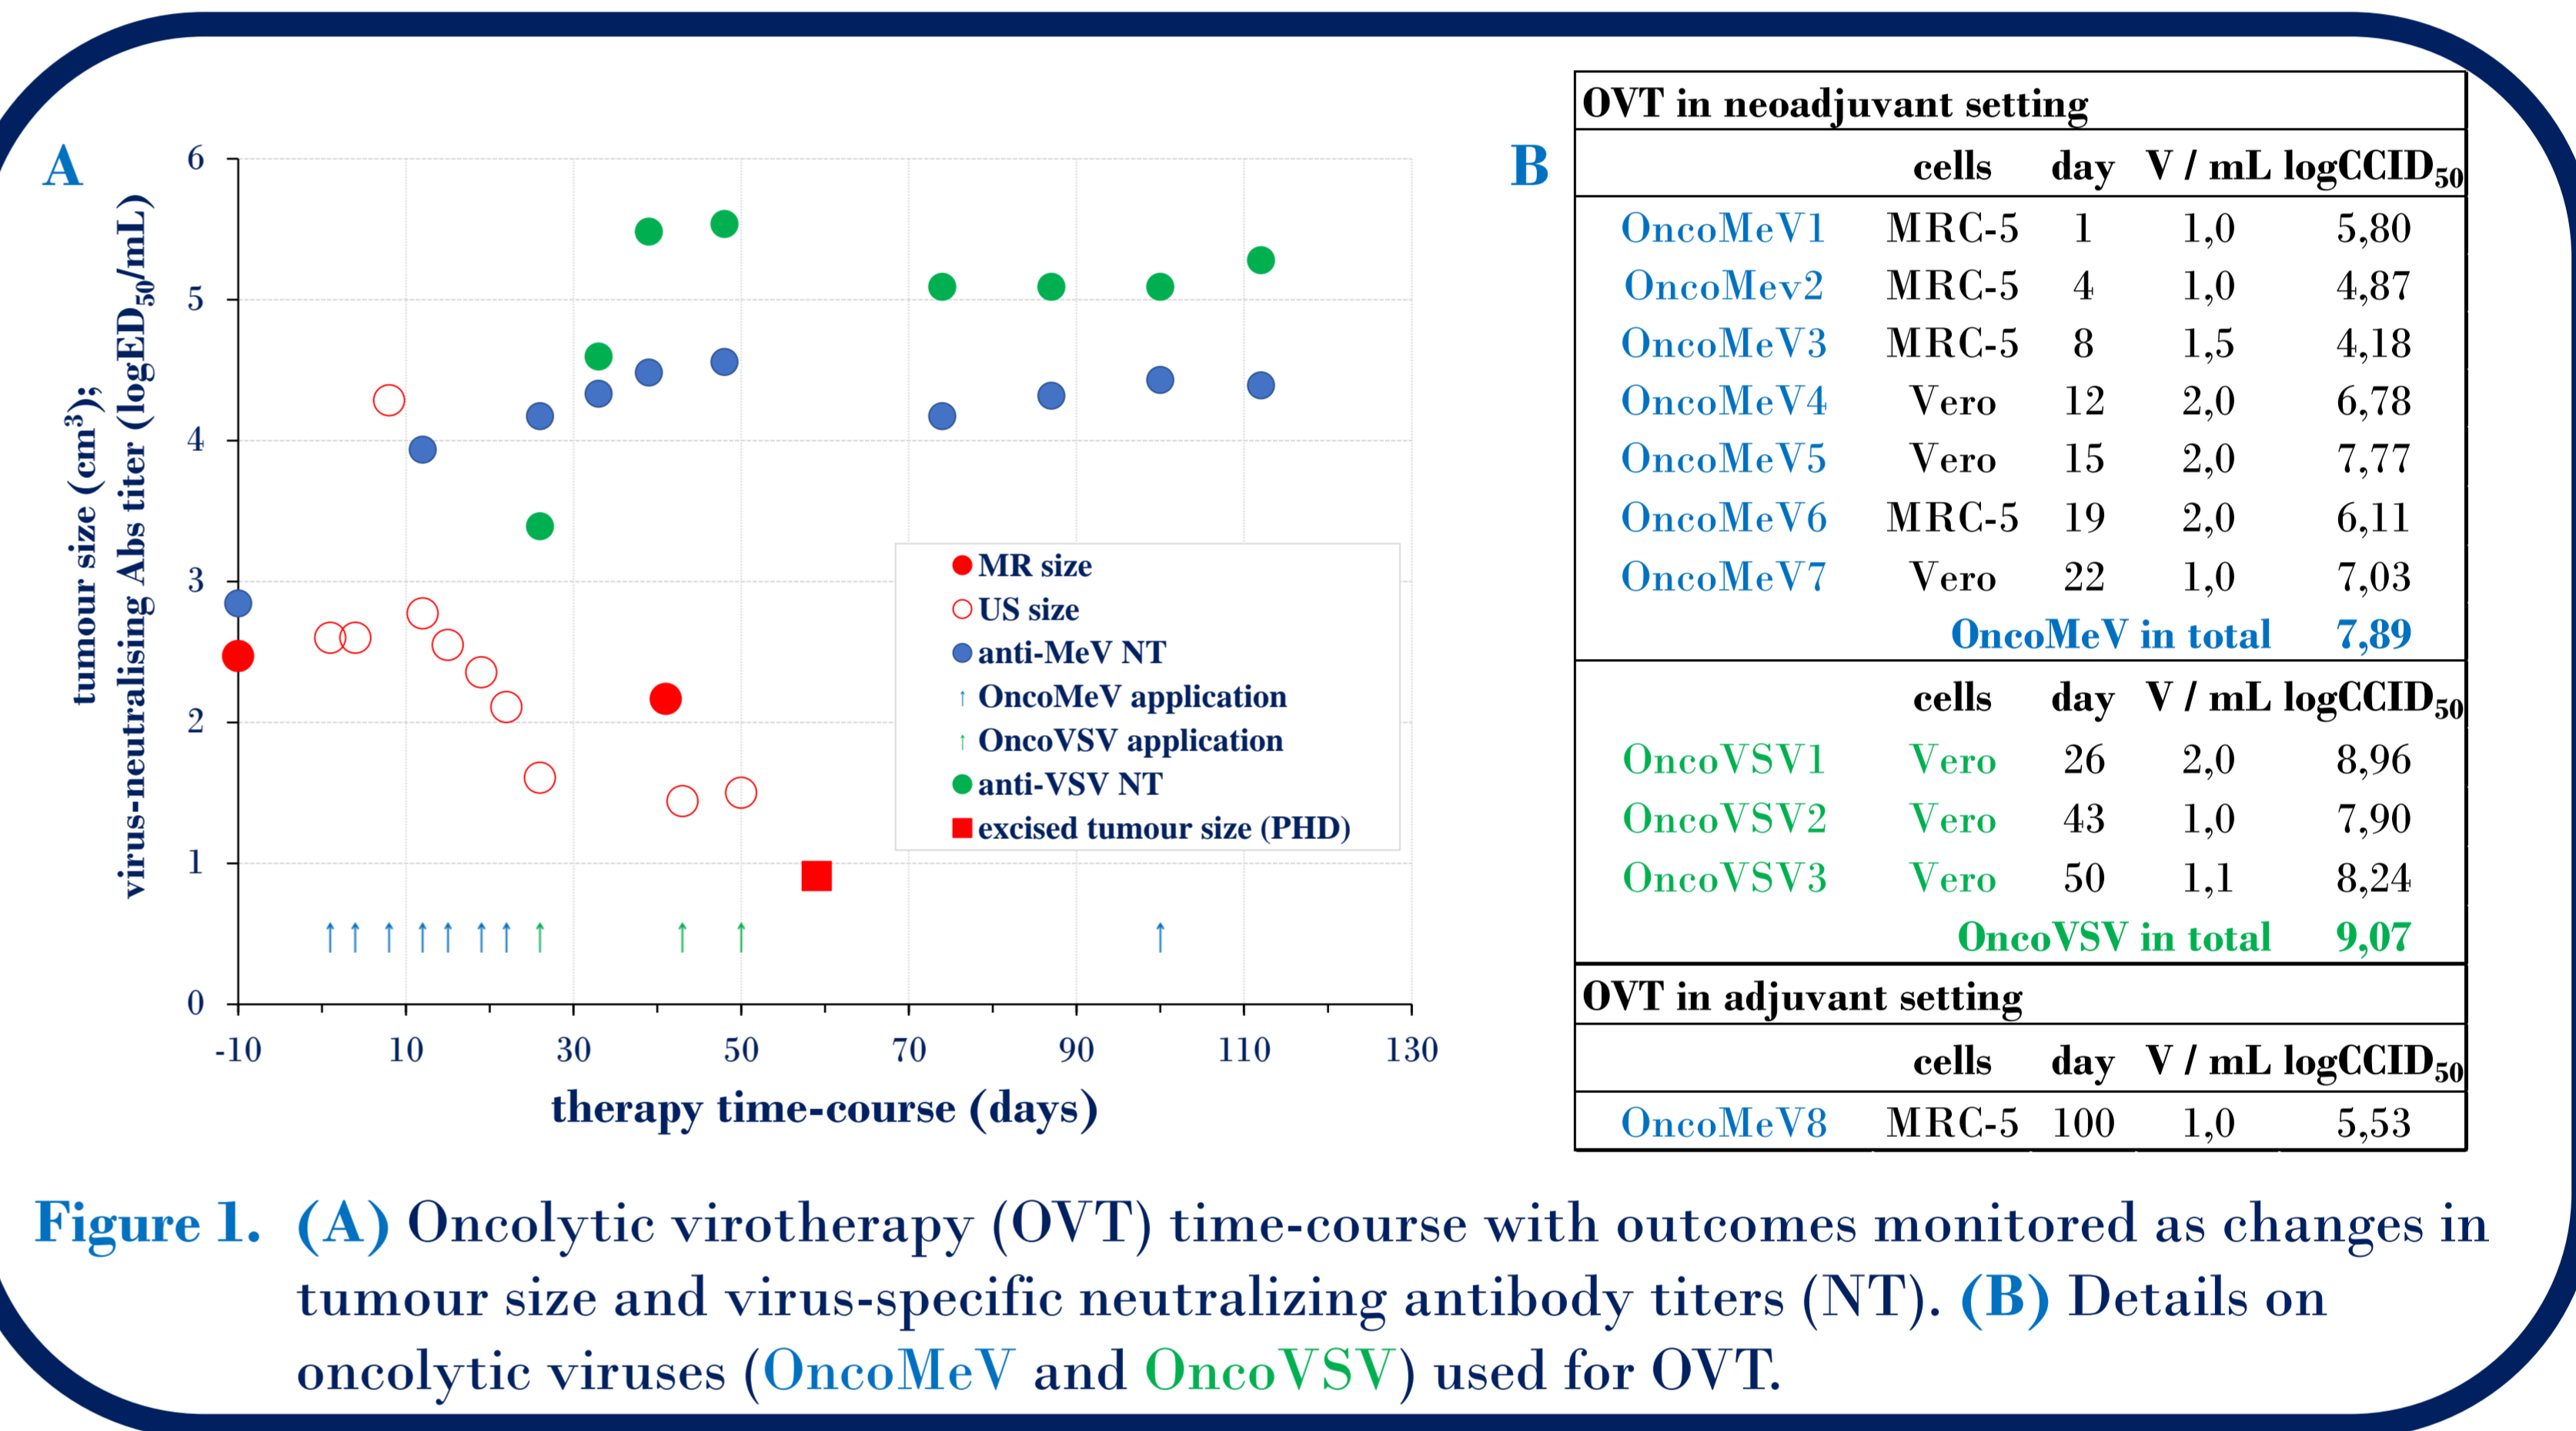 A
6
5
4
3
2
1
0
tumour size (cm³);
virus-neutralising Abs titer (logED₅₀/mL)
MR size
US size
anti-MeV NT
↑ OncoMeV application
↑ OncoVSV application
anti-VSV NT
excised tumour size (PHD)
-10 10 30 50 70 90 110 130
therapy time-course (days)
B
OVT in neoadjuvant setting
cells day V / mL logCCID₅₀
OncoMeV1 MRC-5 1 1,0 5,80
OncoMev2 MRC-5 4 1,0 4,87
OncoMeV3 MRC-5 8 1,5 4,18
OncoMeV4 Vero 12 2,0 6,78
OncoMeV5 Vero 15 2,0 7,77
OncoMeV6 MRC-5 19 2,0 6,11
OncoMeV7 Vero 22 1,0 7,03
OncoMeV in total 7,89
cells day V / mL logCCID₅₀
OncoVSV1 Vero 26 2,0 8,96
OncoVSV2 Vero 43 1,0 7,90
OncoVSV3 Vero 50 1,1 8,24
OncoVSV in total 9,07
OVT in adjuvant setting
cells day V / mL logCCID₅₀
OncoMeV8 MRC-5 100 1,0 5,53
Figure 1. (A) Oncolytic virotherapy (OVT) time-course with outcomes monitored as changes in
tumour size and virus-specific neutralizing antibody titers (NT). (B) Details on
oncolytic viruses (OncoMeV and OncoVSV) used for OVT.